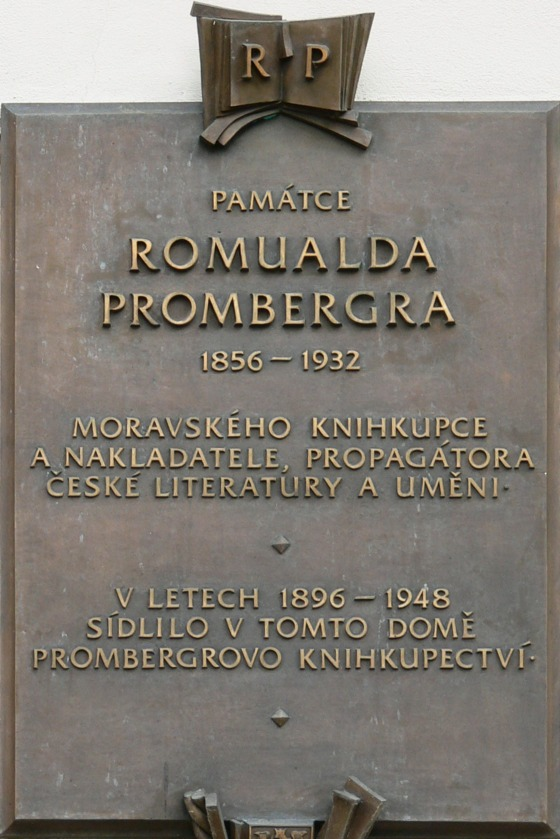 R P
PAMÁTCE
ROMUALDA
PROMBERGRA
1856 – 1932
MORAVSKÉHO KNIHKUPCE
A NAKLADATELE, PROPAGÁTORA
ČESKÉ LITERATURY A UMĚNÍ.
V LETECH 1896 – 1948
SÍDLILO V TOMTO DOMĚ
PROMBERGROVO KNIHKUPECTVÍ.